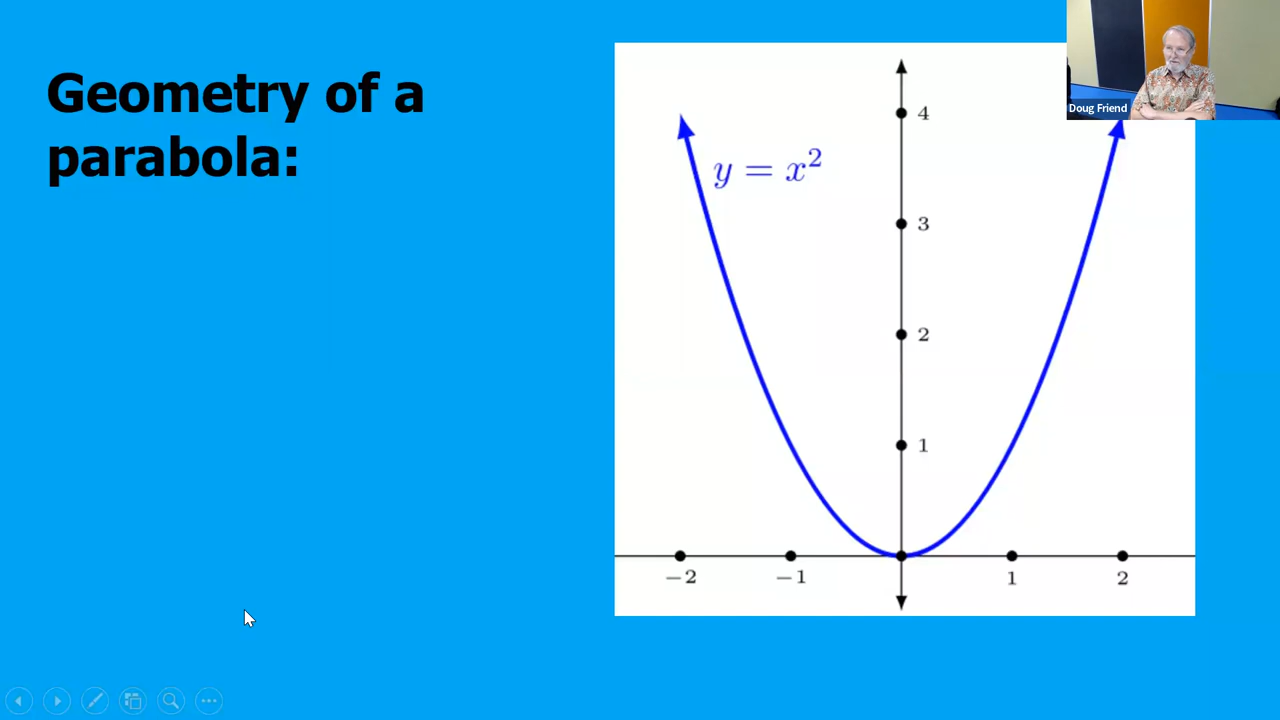 Geometry of a
parabola:
Doug Friend
y = x²
4
3
2
1
−2
−1
1
2